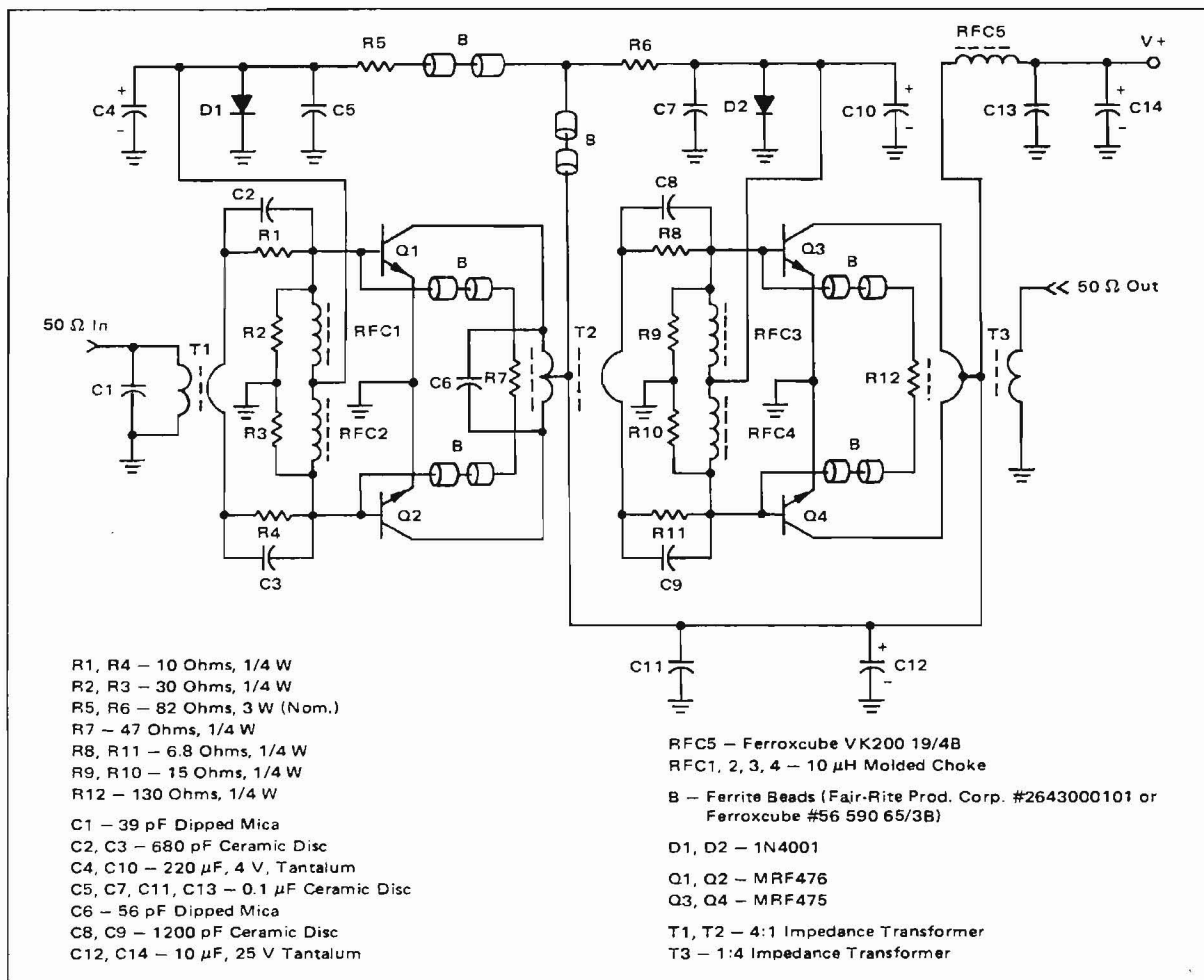 R5
B
R6
RFC5
V+
C4
+
-
D1
C5
B
C7
D2
C10
+
-
C13
C14
+
-
C2
R1
Q1
B
R2
RFC1
50 Ω In
T1
C1
R3
RFC2
C6
R7
T2
B
R4
Q2
C3
C8
R8
Q3
B
R9
RFC3
50 Ω Out
R12
T3
R10
RFC4
B
R11
Q4
C9
C11
C12
+
-
R1, R4 – 10 Ohms, 1/4 W
R2, R3 – 30 Ohms, 1/4 W
R5, R6 – 82 Ohms, 3 W (Nom.)
R7 – 47 Ohms, 1/4 W
R8, R11 – 6.8 Ohms, 1/4 W
R9, R10 – 15 Ohms, 1/4 W
R12 – 130 Ohms, 1/4 W
C1 – 39 pF Dipped Mica
C2, C3 – 680 pF Ceramic Disc
C4, C10 – 220 μF, 4 V, Tantalum
C5, C7, C11, C13 – 0.1 μF Ceramic Disc
C6 – 56 pF Dipped Mica
C8, C9 – 1200 pF Ceramic Disc
C12, C14 – 10 μF, 25 V Tantalum
RFC5 – Ferroxcube VK200 19/4B
RFC1, 2, 3, 4 – 10 μH Molded Choke
B – Ferrite Beads (Fair-Rite Prod. Corp. #2643000101 or
Ferroxcube #56 590 65/3B)
D1, D2 – 1N4001
Q1, Q2 – MRF476
Q3, Q4 – MRF475
T1, T2 – 4:1 Impedance Transformer
T3 – 1:4 Impedance Transformer